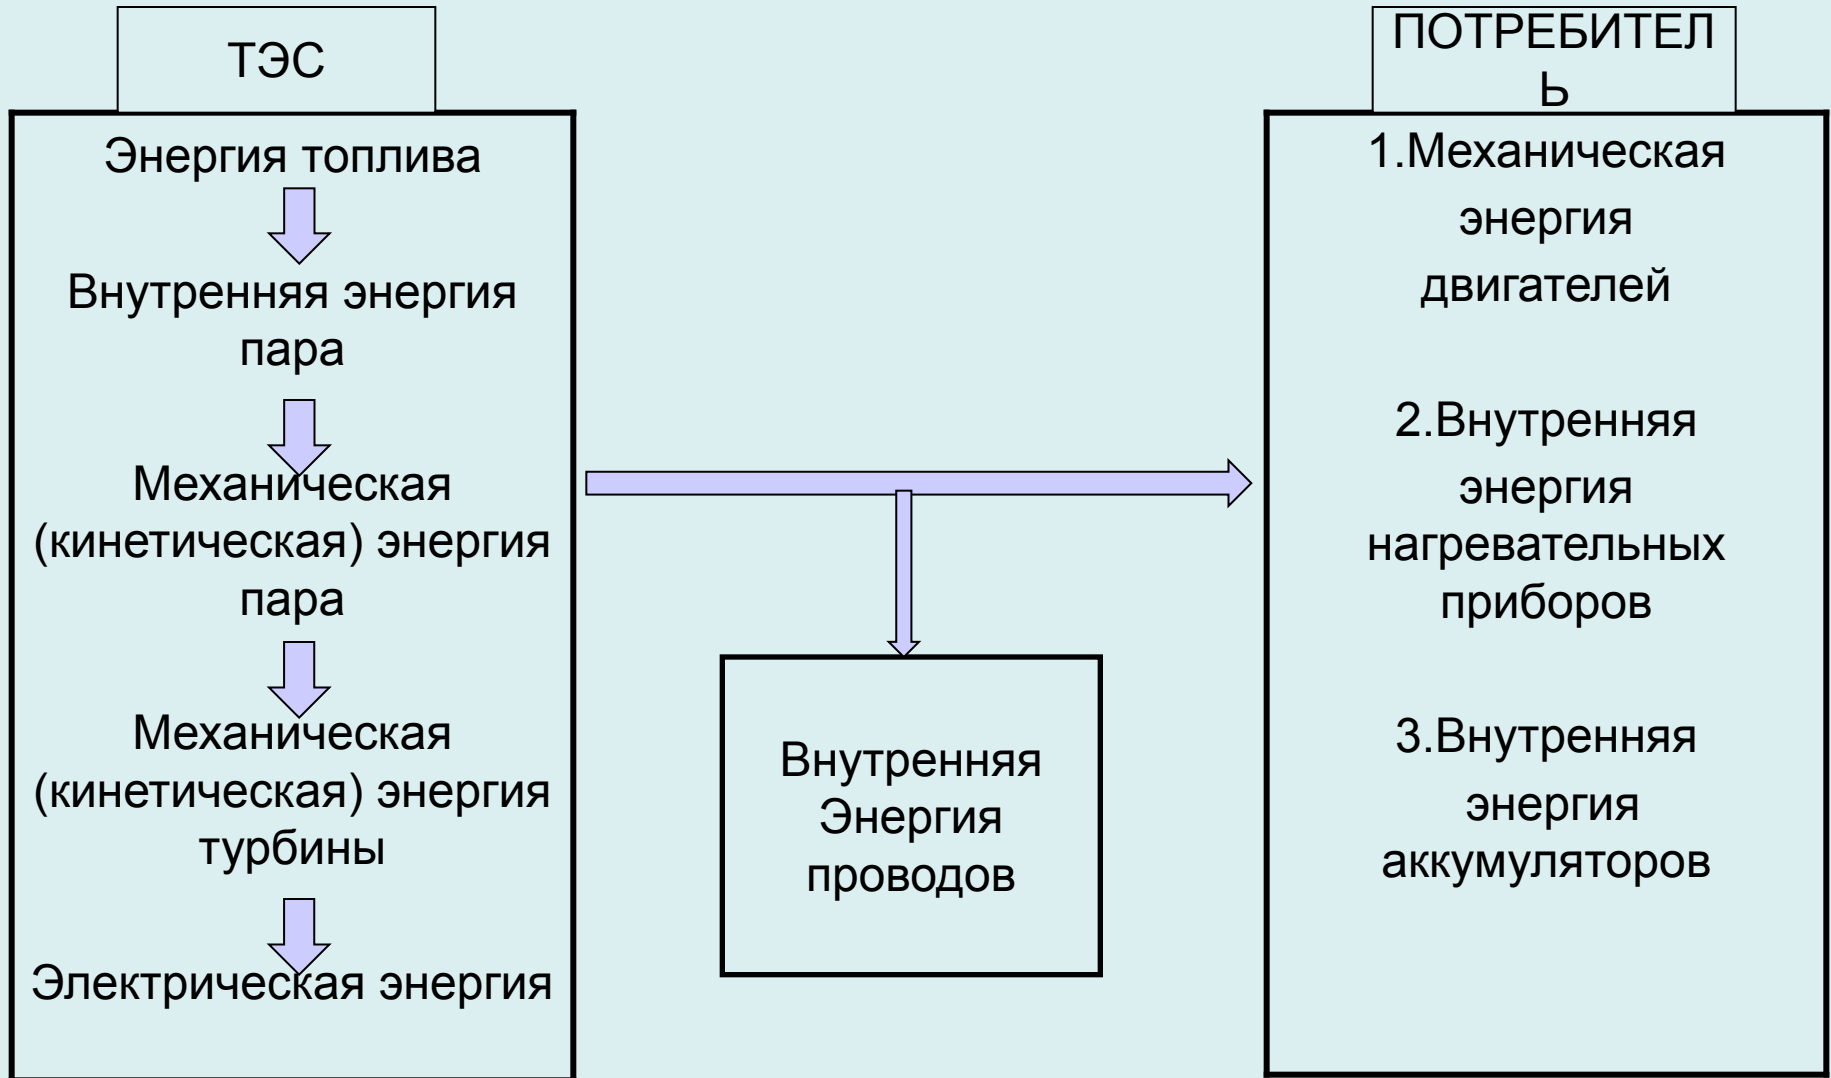 ТЭС
Энергия топлива
Внутренняя энергия
пара
Механическая
(кинетическая) энергия
пара
Механическая
(кинетическая) энергия
турбины
Электрическая энергия
Внутренняя
Энергия
проводов
ПОТРЕБИТЕЛ
Ь
1.Механическая
энергия
двигателей
2.Внутренняя
энергия
нагревательных
приборов
3.Внутренняя
энергия
аккумуляторов